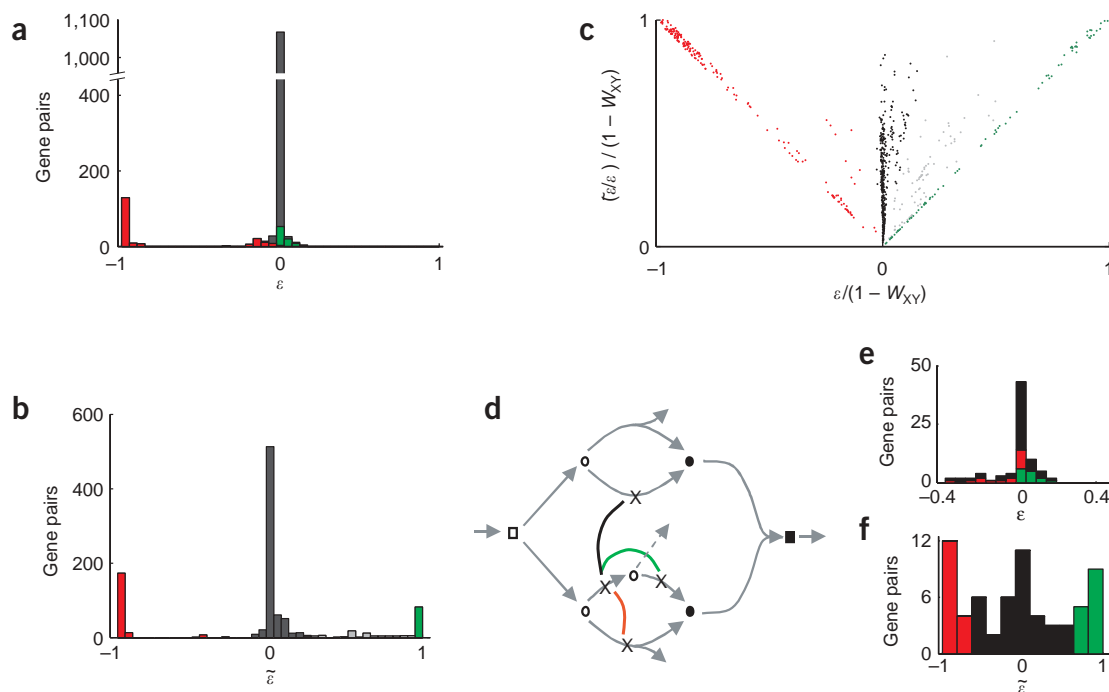 a
1,100
1,000
400
200
0
Gene pairs
–1
0
1
ε
b
600
400
200
0
Gene pairs
–1
0
1
ε̃
c
1
0
(ε/ε̃ ) / (1 – W_XY)
–1
0
1
ε/(1 – W_XY)
d
X
X
X
X
e
50
25
0
Gene pairs
–0.4
0
0.4
ε
f
12
6
0
Gene pairs
–1
0
1
ε̃